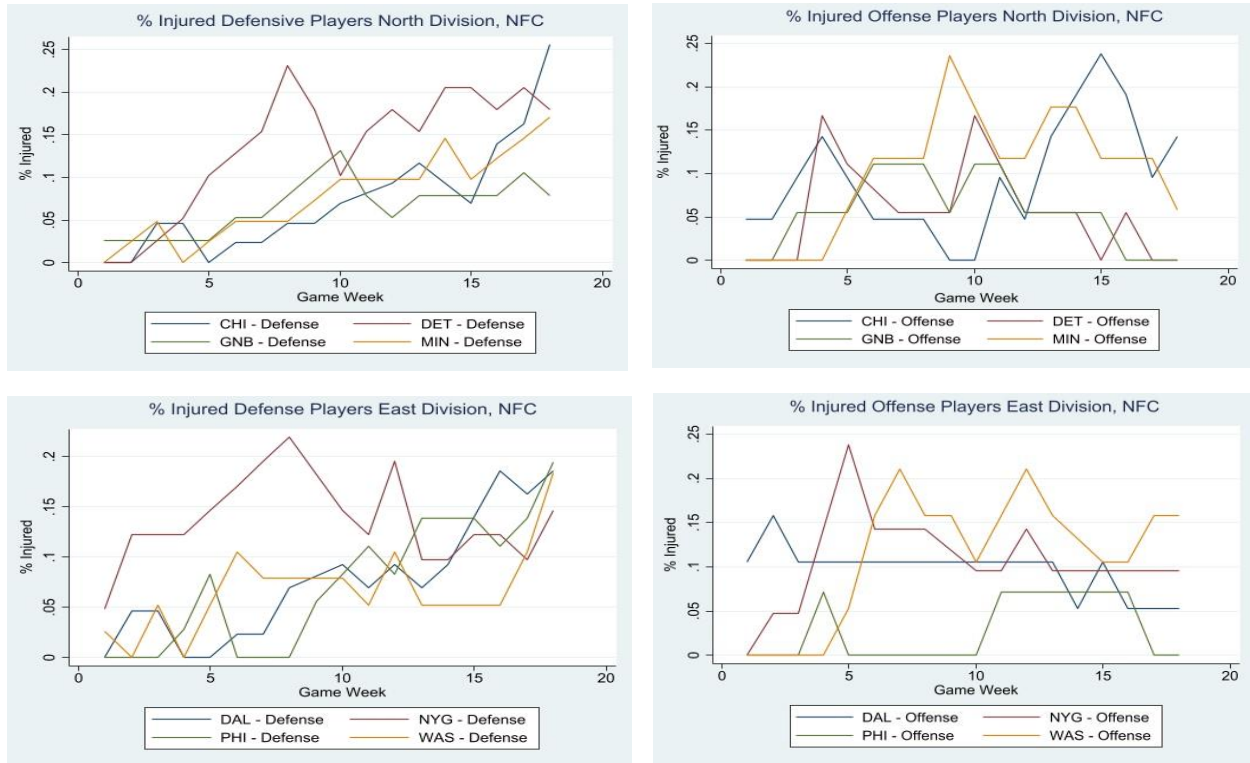 % Injured Defensive Players North Division, NFC
% Injured
.25
.2
.15
.1
.05
0
0 5 10 15 20
Game Week
CHI - Defense DET - Defense
GNB - Defense MIN - Defense
% Injured Offense Players North Division, NFC
% Injured
.25
.2
.15
.1
.05
0
0 5 10 15 20
Game Week
CHI - Offense DET - Offense
GNB - Offense MIN - Offense
% Injured Defense Players East Division, NFC
% Injured
.2
.15
.1
.05
0
0 5 10 15 20
Game Week
DAL - Defense NYG - Defense
PHI - Defense WAS - Defense
% Injured Offense Players East Division, NFC
% Injured
.25
.2
.15
.1
.05
0
0 5 10 15 20
Game Week
DAL - Offense NYG - Offense
PHI - Offense WAS - Offense